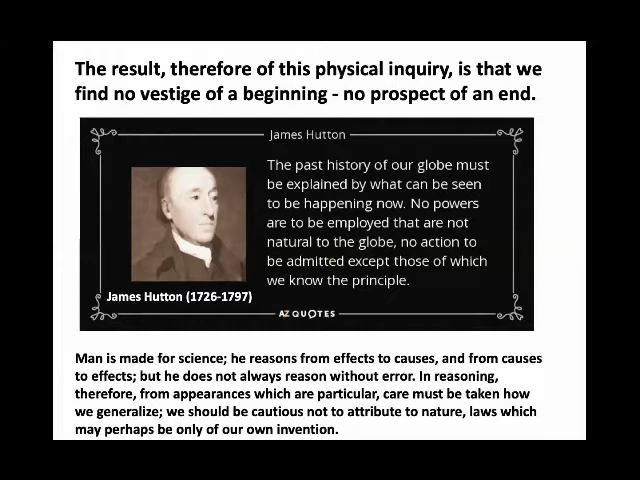 The result, therefore of this physical inquiry, is that we
find no vestige of a beginning - no prospect of an end.
James Hutton
The past history of our globe must
be explained by what can be seen
to be happening now. No powers
are to be employed that are not
natural to the globe, no action to
be admitted except those of which
we know the principle.
James Hutton (1726-1797)
AZ QUOTES
Man is made for science; he reasons from effects to causes, and from causes
to effects; but he does not always reason without error. In reasoning,
therefore, from appearances which are particular, care must be taken how
we generalize; we should be cautious not to attribute to nature, laws which
may perhaps be only of our own invention.